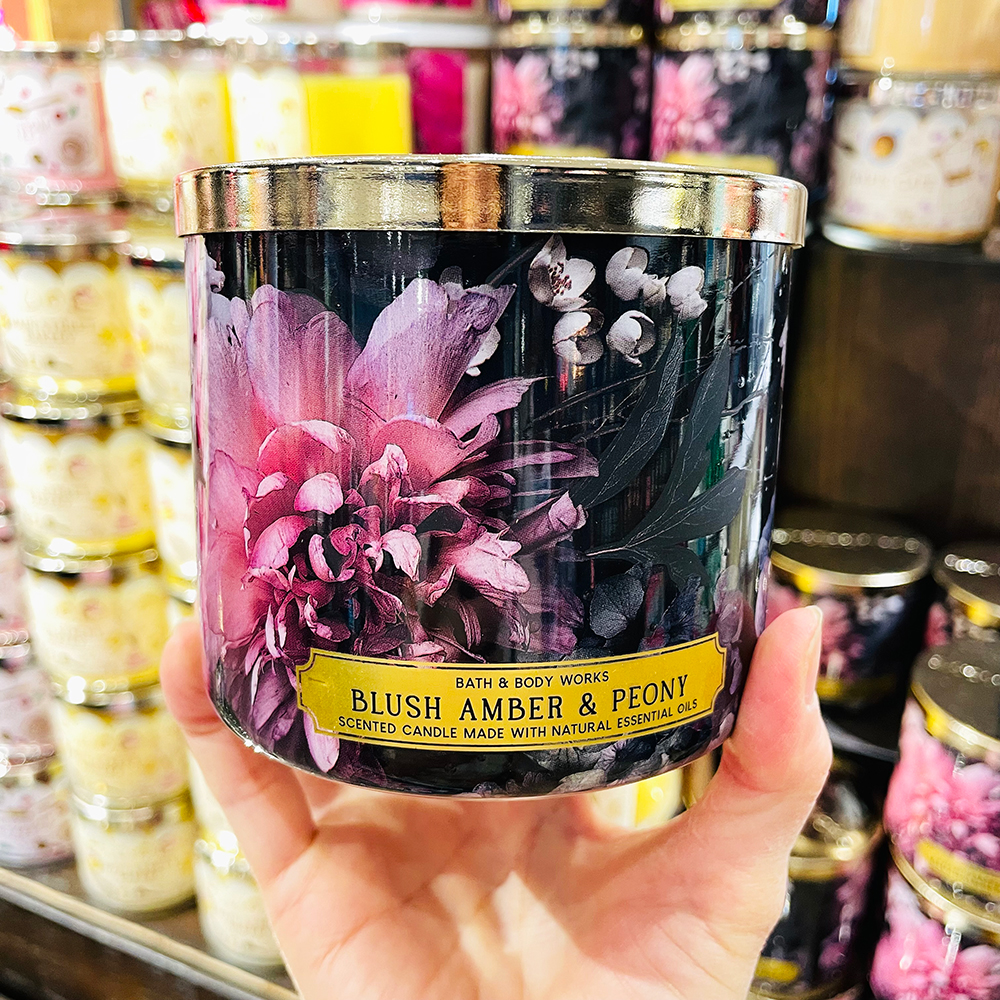 BATH & BODY WORKS
BLUSH AMBER & PEONY
SCENTED CANDLE MADE WITH NATURAL ESSENTIAL OILS